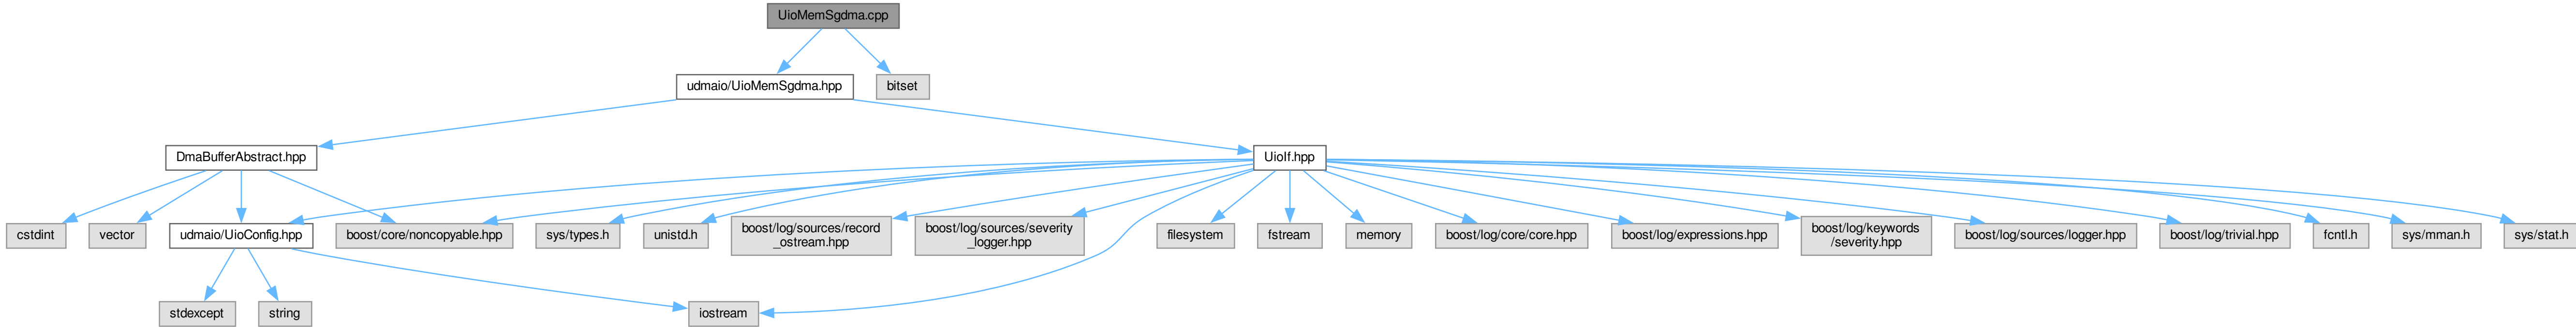 UioMemSgdma.cpp
udmaio/UioMemSgdma.hpp
bitset
DmaBufferAbstract.hpp
UioIf.hpp
cstdint
vector
udmaio/UioConfig.hpp
boost/core/noncopyable.hpp
sys/types.h
unistd.h
boost/log/sources/record
_ostream.hpp
boost/log/sources/severity
_logger.hpp
filesystem
fstream
memory
boost/log/core/core.hpp
boost/log/expressions.hpp
boost/log/keywords
/severity.hpp
boost/log/sources/logger.hpp
boost/log/trivial.hpp
fcntl.h
sys/mman.h
sys/stat.h
stdexcept
string
iostream